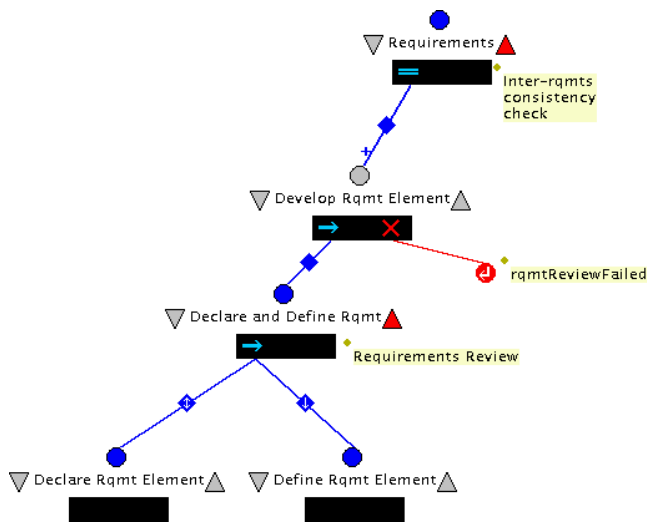 Requirements
Inter-rqmts
consistency
check
Develop Rqmt Element
rqmtReviewFailed
Declare and Define Rqmt
Requirements Review
Declare Rqmt Element
Define Rqmt Element